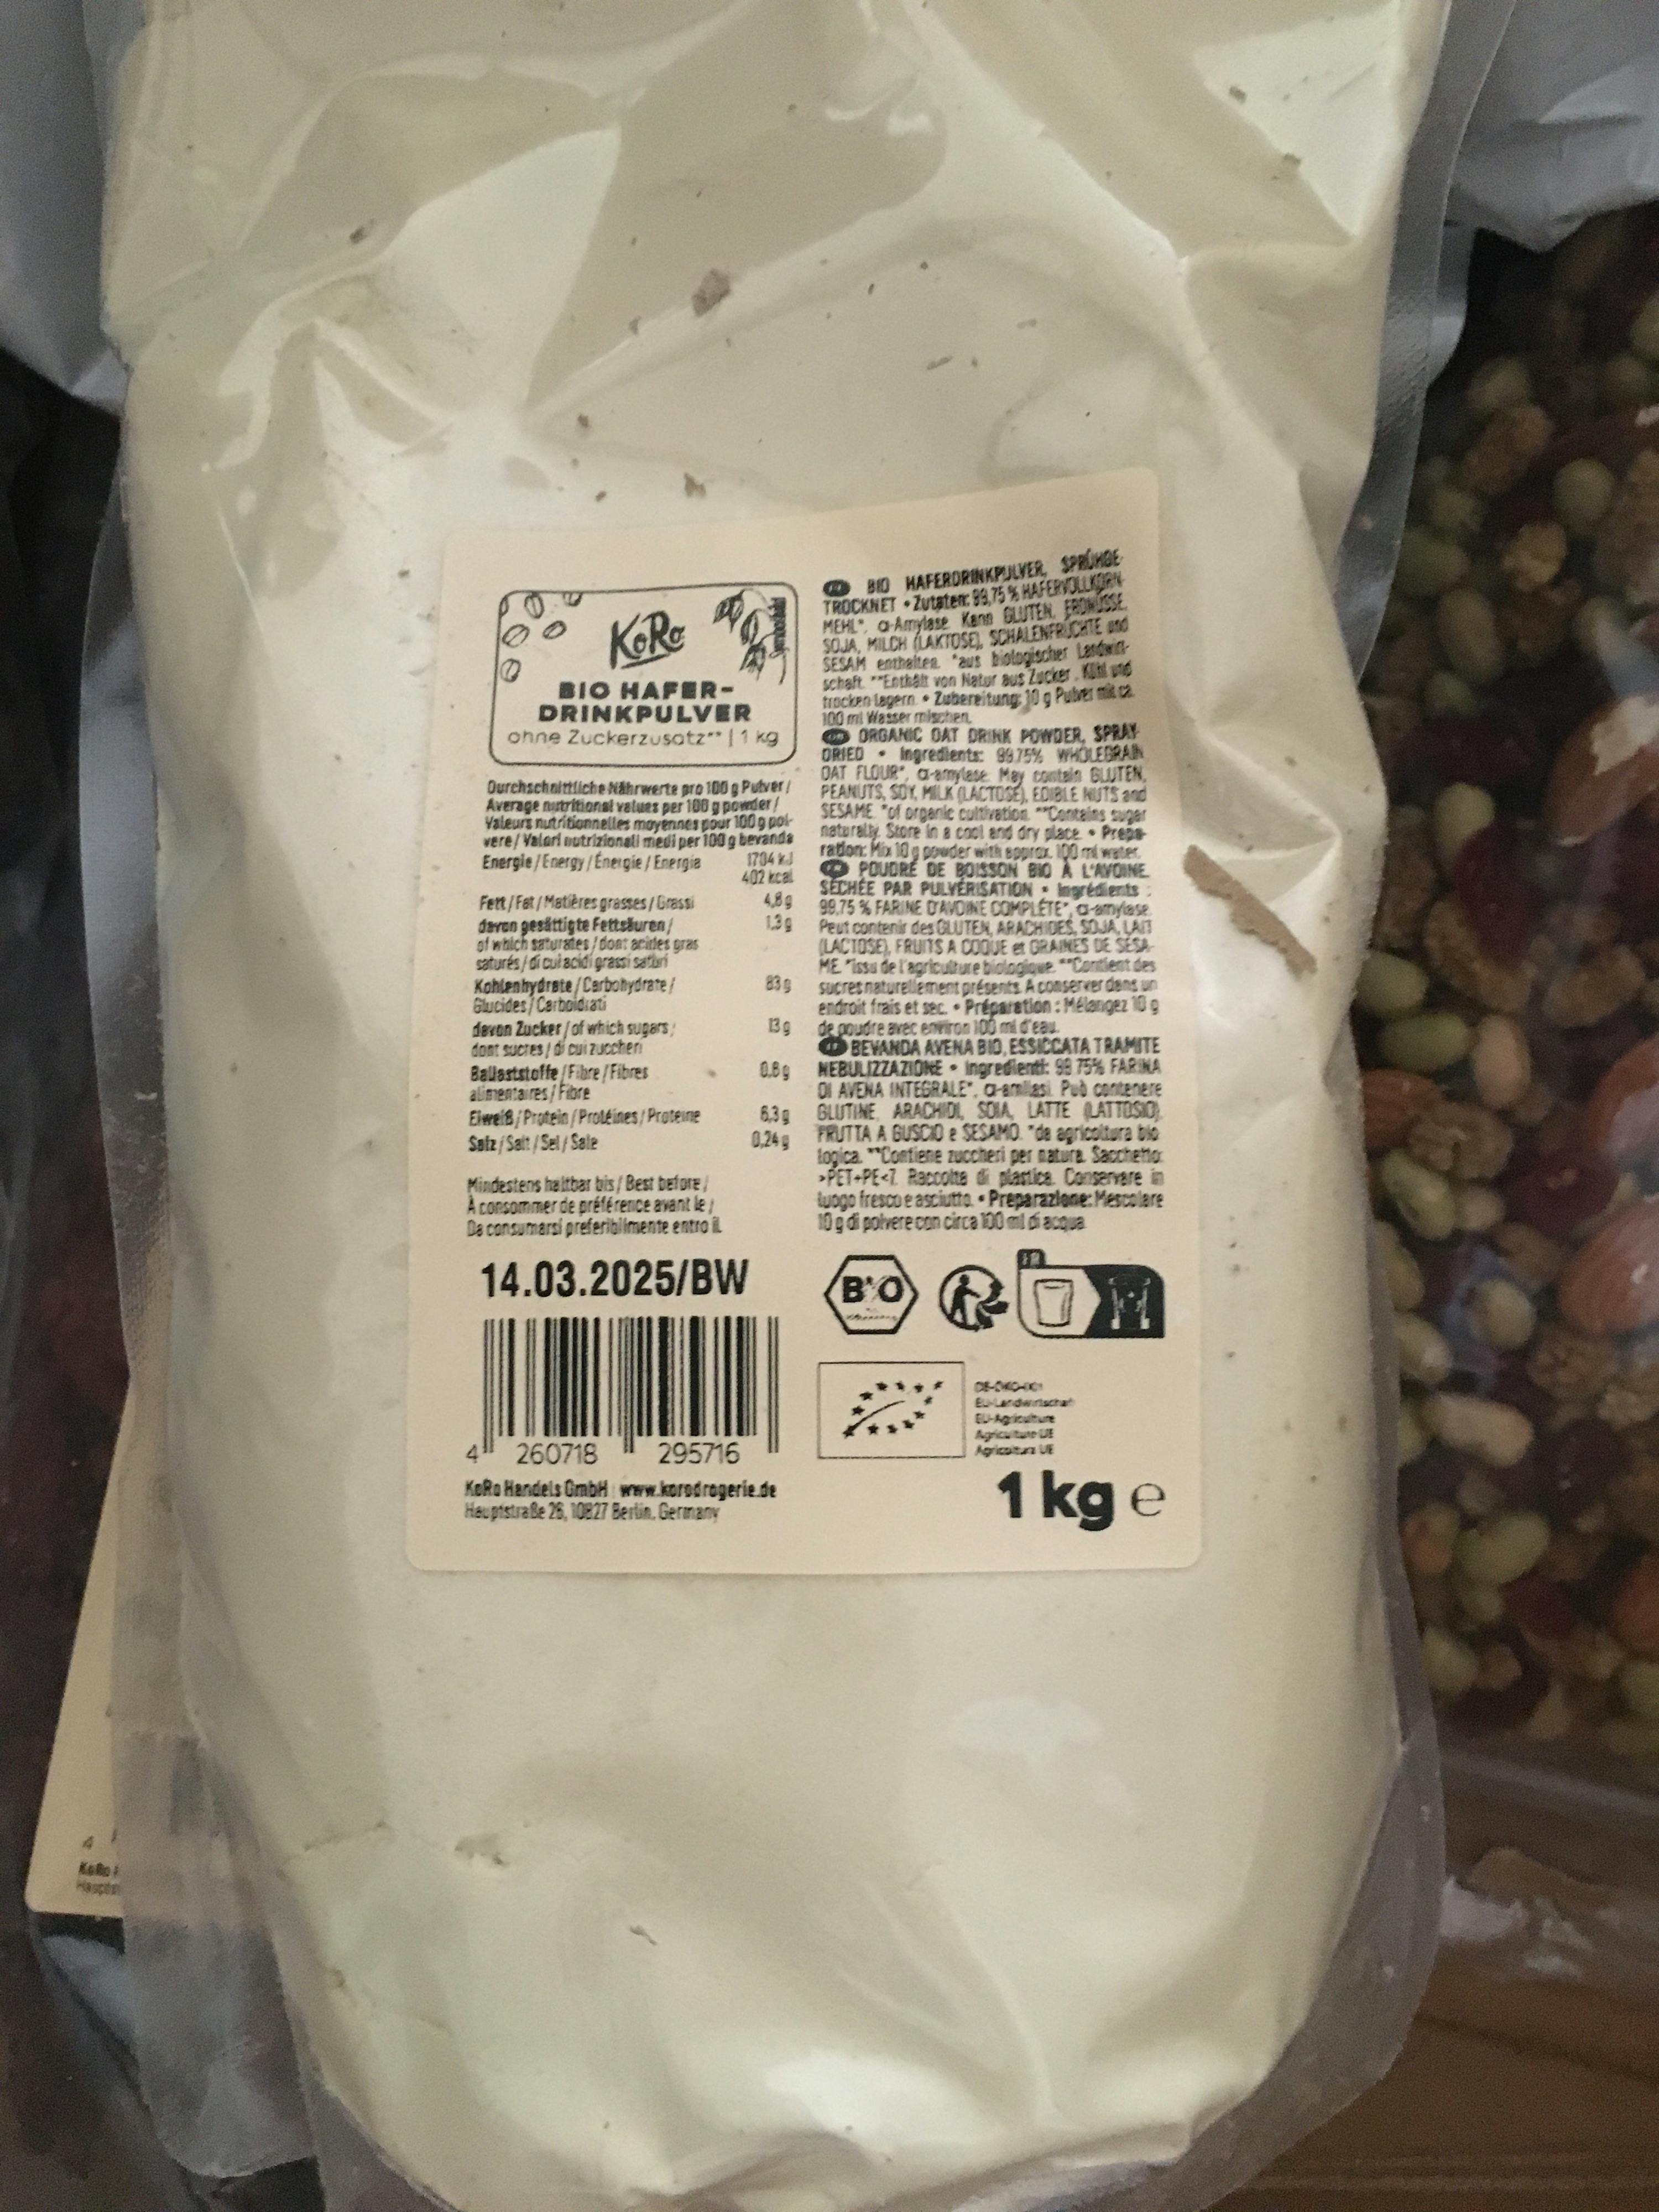 KoRo
BIO HAFER-
DRINKPULVER
ohne Zuckerzusatz** | 1 kg
Durchschnittliche Nährwerte pro 100 g Pulver /
Average nutritional values per 100 g powder /
Valeurs nutritionnelles moyennes pour 100 g pol-
vere / Valori nutrizionali medi per 100 g bevanda
Energie / Energy / Énergie / Energia 1704 kJ
402 kcal
Fett / Fat / Matières grasses / Grassi 4,8 g
davon gesättigte Fettsäuren / 1,3 g
of which saturates / dont acides gras
saturés / di cui acidi grassi saturi
Kohlenhydrate / Carbohydrate / 83 g
Glucides / Carboidrati
davon Zucker / of which sugars / 13 g
dont sucres / di cui zuccheri
Ballaststoffe / Fibre / Fibres 0,8 g
alimentaires / Fibre
Eiweiß / Protein / Protéines / Proteine 6,3 g
Salz / Salt / Sel / Sale 0,24 g
Mindestens haltbar bis / Best before /
À consommer de préférence avant le /
Da consumarsi preferibilmente entro il
14.03.2025/BW
4 260718 295716
KoRo Handels GmbH | www.korodrogerie.de
Hauptstraße 26, 10827 Berlin, Germany
BIO HAFERDRINKPULVER, SPRÜHGE-
TROCKNET • Zutaten: 99,75 % HAFERVOLLKORN-
MEHL*, α-Amylase. Kann GLUTEN, ERDNÜSSE,
SOJA, MILCH (LAKTOSE), SCHALENFRÜCHTE und
SESAM enthalten. *aus biologischer Landwirt-
schaft. **Enthält von Natur aus Zucker. Kühl und
trocken lagern. • Zubereitung: 10 g Pulver mit ca.
100 ml Wasser mischen.
ORGANIC OAT DRINK POWDER, SPRAY-
DRIED • Ingredients: 99.75% WHOLEGRAIN
OAT FLOUR*, α-amylase. May contain GLUTEN,
PEANUTS, SOY, MILK (LACTOSE), EDIBLE NUTS and
SESAME. *of organic cultivation. **Contains sugar
naturally. Store in a cool and dry place. • Prepa-
ration: Mix 10 g powder with approx. 100 ml water.
POUDRE DE BOISSON BIO À L'AVOINE,
SÉCHÉE PAR PULVÉRISATION • Ingrédients :
99,75 % FARINE D'AVOINE COMPLÈTE*, α-amylase.
Peut contenir des GLUTEN, ARACHIDES, SOJA, LAIT
(LACTOSE), FRUITS A COQUE et GRAINES DE SÉSA-
ME. *issu de l'agriculture biologique. **Contient des
sucres naturellement présents. A conserver dans un
endroit frais et sec. • Préparation : Mélangez 10 g
de poudre avec environ 100 ml d'eau.
BEVANDA AVENA BIO, ESSICCATA TRAMITE
NEBULIZZAZIONE • Ingredienti: 99 75% FARINA
DI AVENA INTEGRALE*, α-amilasi. Può contenere
GLUTINE, ARACHIDI, SOIA, LATTE (LATTOSIO),
FRUTTA A GUSCIO e SESAMO. *da agricoltura bio
logica. **Contiene zuccheri per natura. Sacchetto:
>PET+PE<7. Raccolta di plastica. Conservare in
luogo fresco e asciutto. • Preparazione: Mescolare
10 g di polvere con circa 100 ml di acqua.
BIO
FR
DE-ÖKO-001
EU-Landwirtschaft
EU-Agriculture
Agriculture UE
Agricoltura UE
1 kg e
4
KoRo